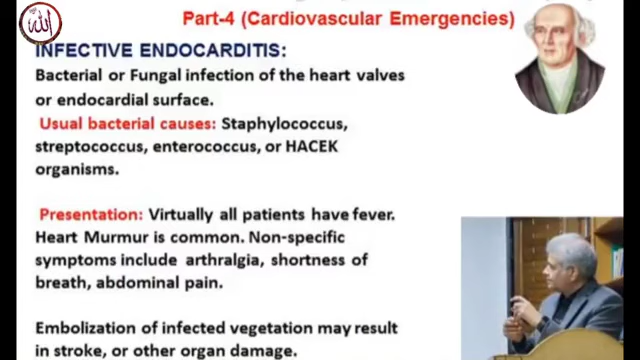 الله
Part-4 (Cardiovascular Emergencies)
INFECTIVE ENDOCARDITIS:
Bacterial or Fungal infection of the heart valves
or endocardial surface.
Usual bacterial causes: Staphylococcus,
streptococcus, enterococcus, or HACEK
organisms.
Presentation: Virtually all patients have fever.
Heart Murmur is common. Non-specific
symptoms include arthralgia, shortness of
breath, abdominal pain.
Embolization of infected vegetation may result
in stroke, or other organ damage.